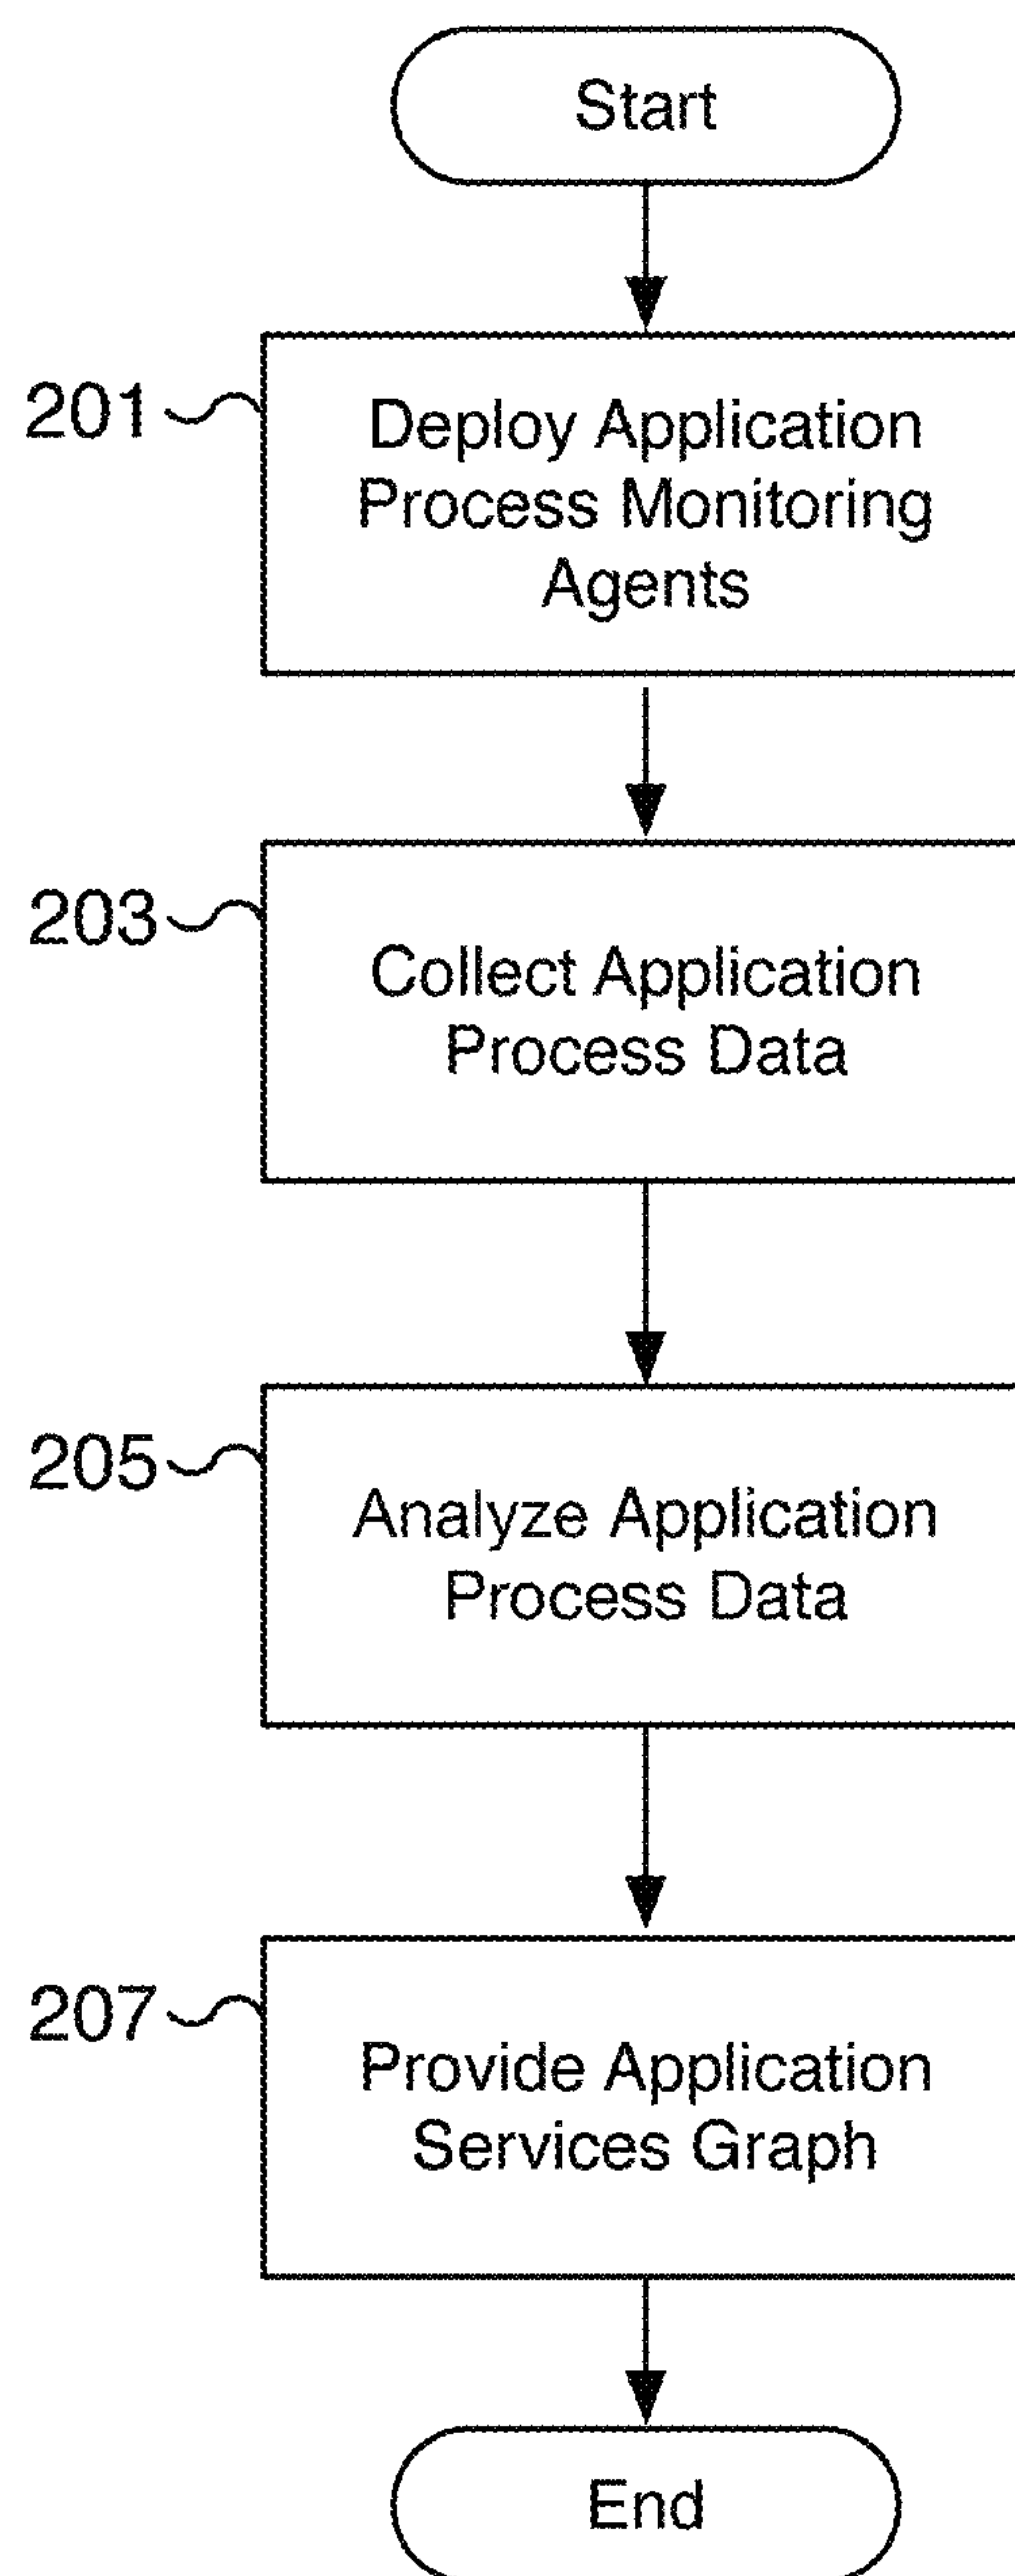 Start
201
Deploy Application
Process Monitoring
Agents
203
Collect Application
Process Data
205
Analyze Application
Process Data
207
Provide Application
Services Graph
End